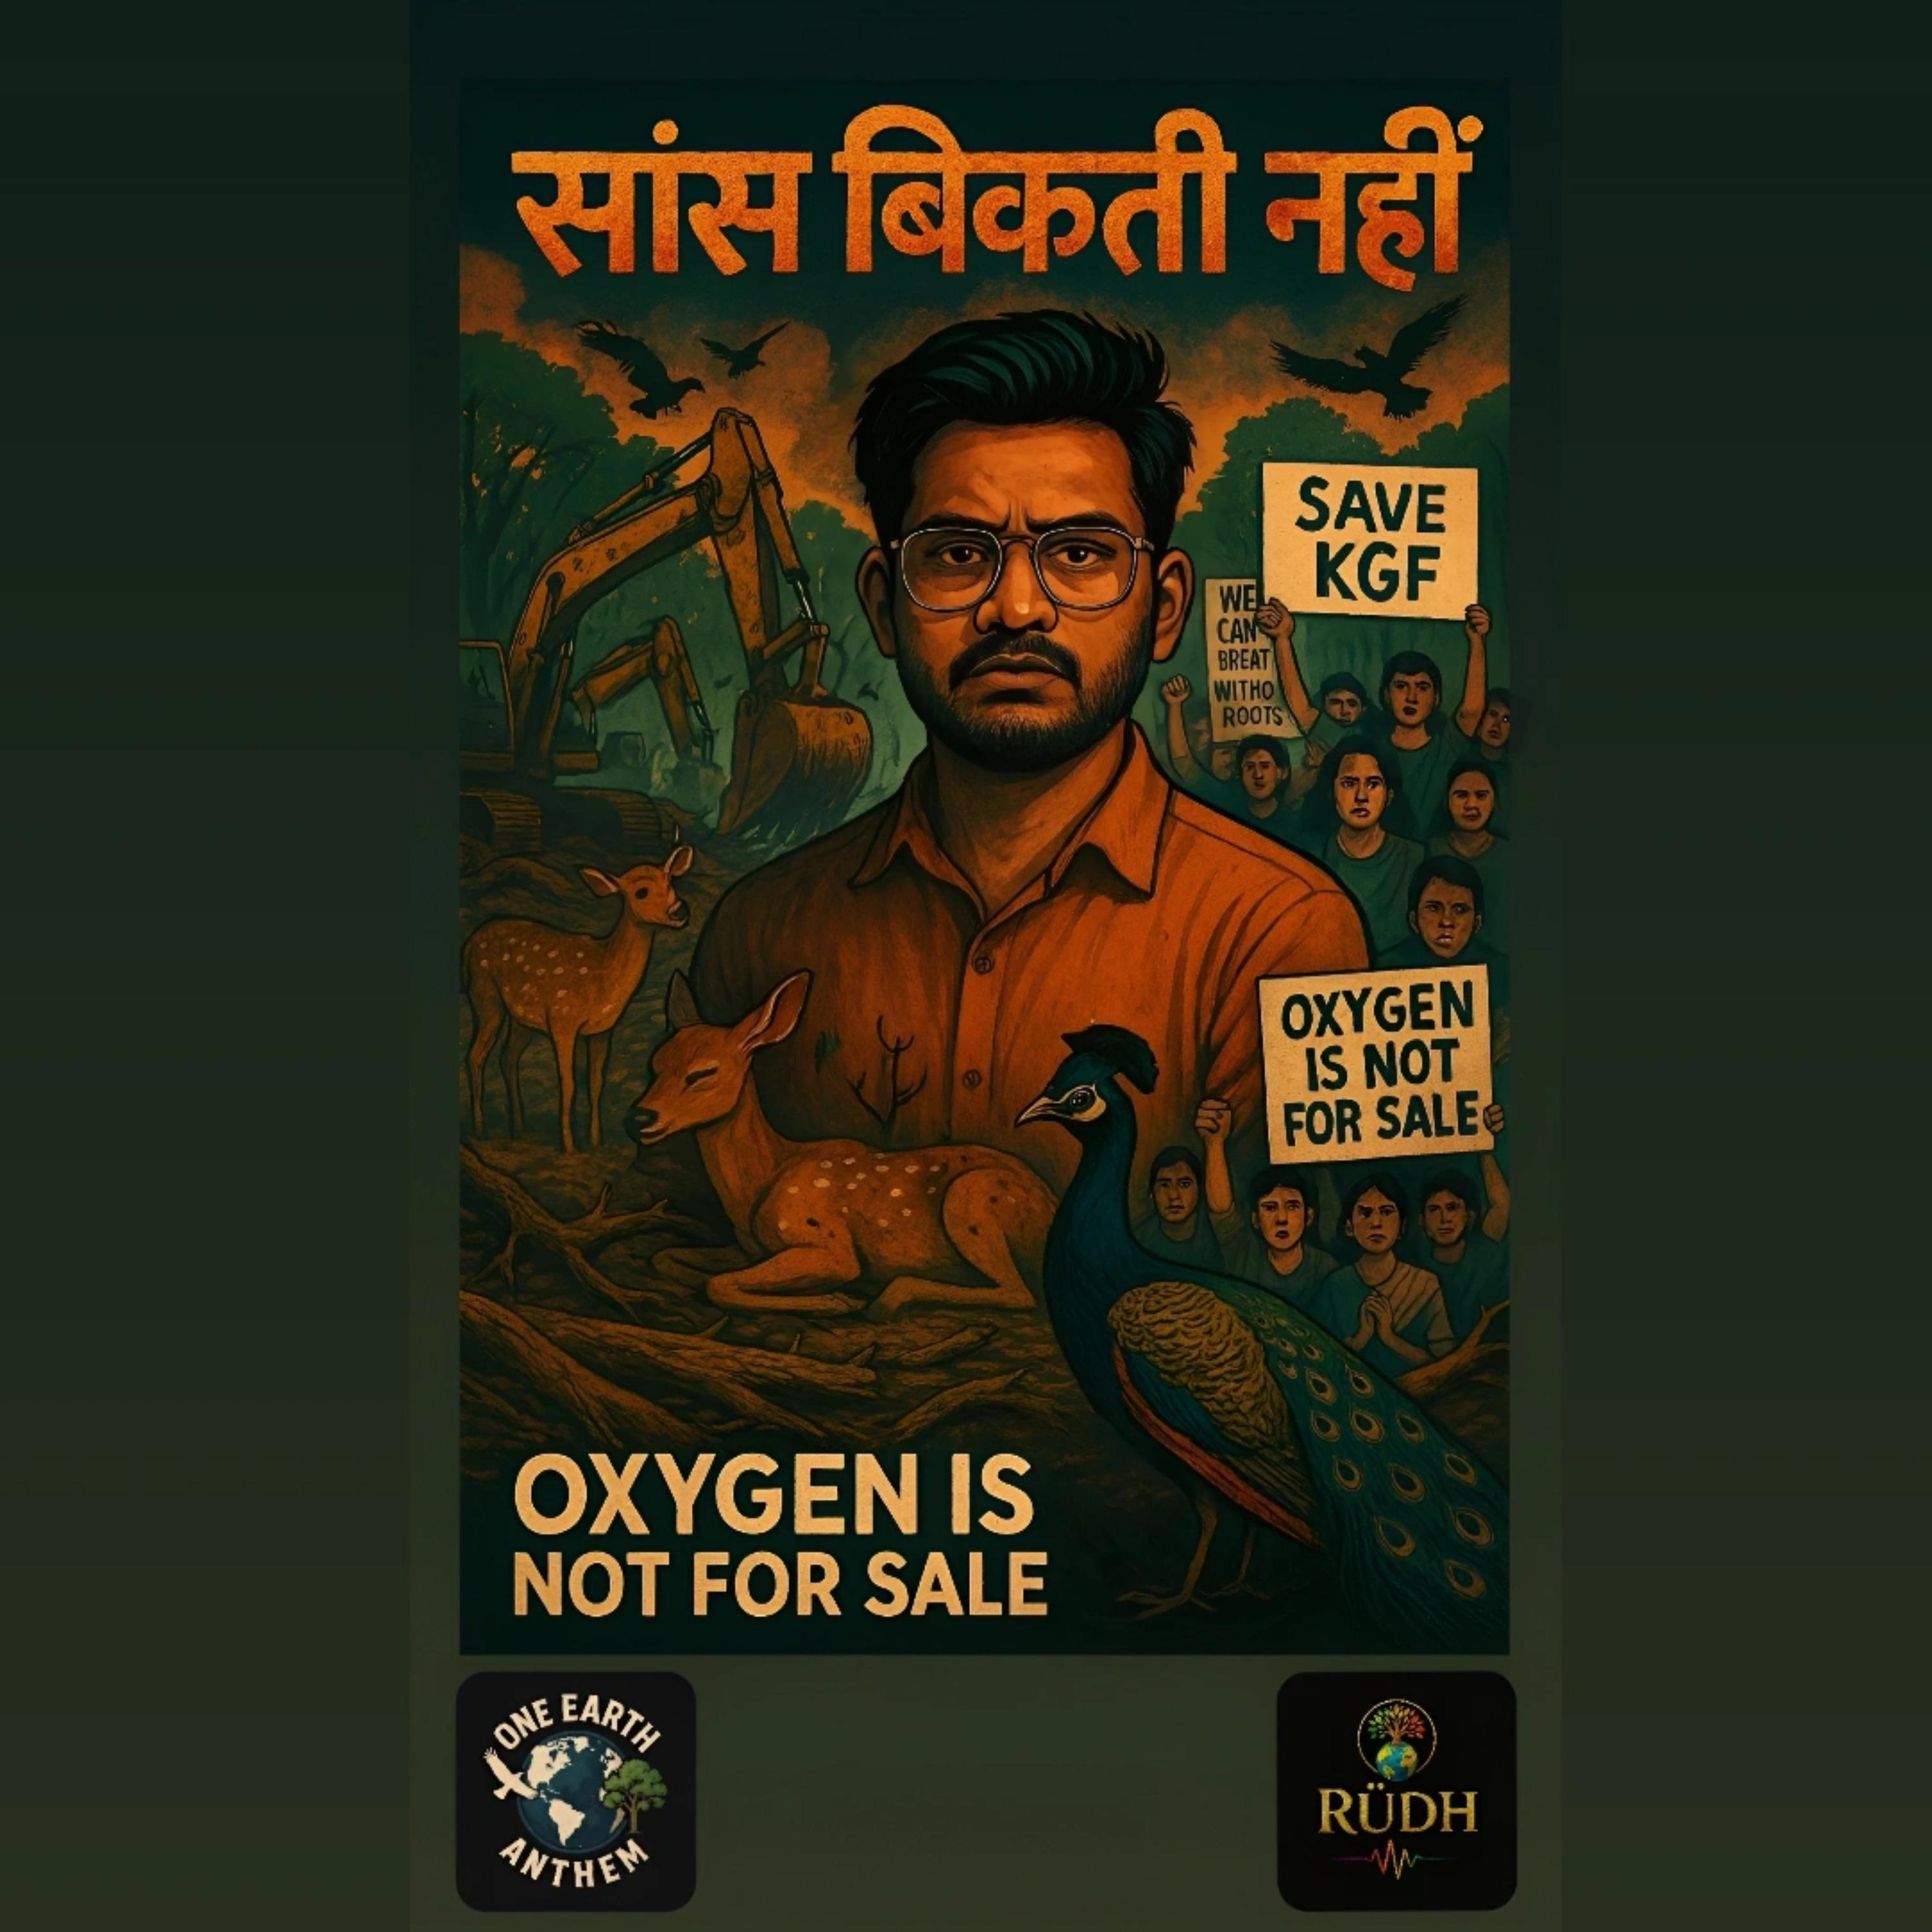 सांस बिकती नहीं
SAVE
KGF
WE
CAN
BREAT
WITHO
ROOTS
OXYGEN
IS NOT
FOR SALE
OXYGEN IS
NOT FOR SALE
ONE EARTH
ANTHEM
RÜDH